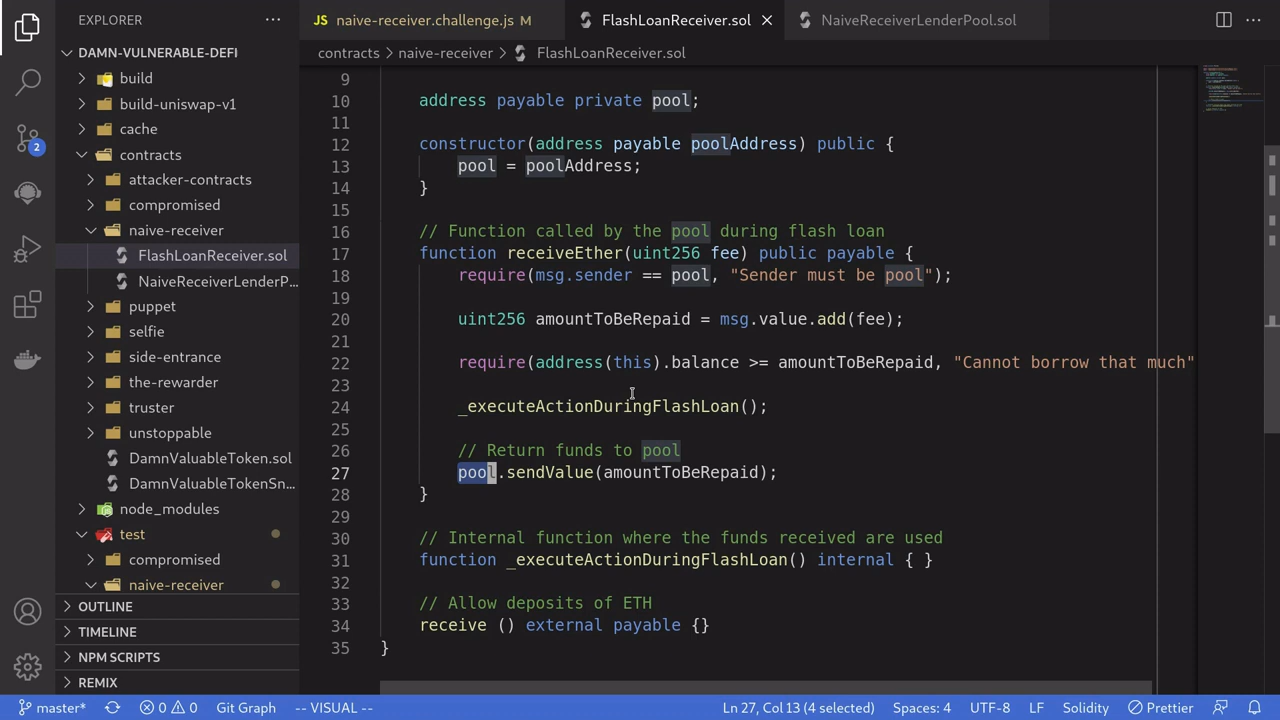 EXPLORER
DAMN-VULNERABLE-DEFI
build
build-uniswap-v1
cache
contracts
attacker-contracts
compromised
naive-receiver
FlashLoanReceiver.sol
NaiveReceiverLenderP...
puppet
selfie
side-entrance
the-rewarder
truster
unstoppable
DamnValuableToken.sol
DamnValuableTokenSn...
node_modules
test
compromised
naive-receiver
OUTLINE
TIMELINE
NPM SCRIPTS
REMIX
2
JS naive-receiver.challenge.js M
FlashLoanReceiver.sol
NaiveReceiverLenderPool.sol
contracts > naive-receiver > FlashLoanReceiver.sol
9
10 address payable private pool;
11
12 constructor(address payable poolAddress) public {
13 pool = poolAddress;
14 }
15
16 // Function called by the pool during flash loan
17 function receiveEther(uint256 fee) public payable {
18 require(msg.sender == pool, "Sender must be pool");
19
20 uint256 amountToBeRepaid = msg.value.add(fee);
21
22 require(address(this).balance >= amountToBeRepaid, "Cannot borrow that much"
23
24 _executeActionDuringFlashLoan();
25
26 // Return funds to pool
27 pool.sendValue(amountToBeRepaid);
28 }
29
30 // Internal function where the funds received are used
31 function _executeActionDuringFlashLoan() internal { }
32
33 // Allow deposits of ETH
34 receive () external payable {}
35 }
master* 0 0 Git Graph -- VISUAL -- Ln 27, Col 13 (4 selected) Spaces: 4 UTF-8 LF Solidity Prettier